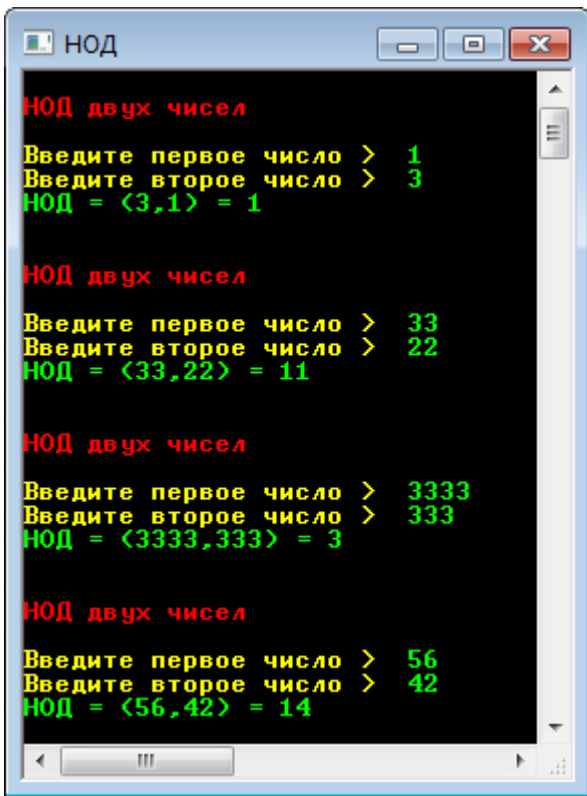 НОД
НОД двух чисел
Введите первое число > 1
Введите второе число > 3
НОД = (3,1) = 1
НОД двух чисел
Введите первое число > 33
Введите второе число > 22
НОД = (33,22) = 11
НОД двух чисел
Введите первое число > 3333
Введите второе число > 333
НОД = (3333,333) = 3
НОД двух чисел
Введите первое число > 56
Введите второе число > 42
НОД = (56,42) = 14